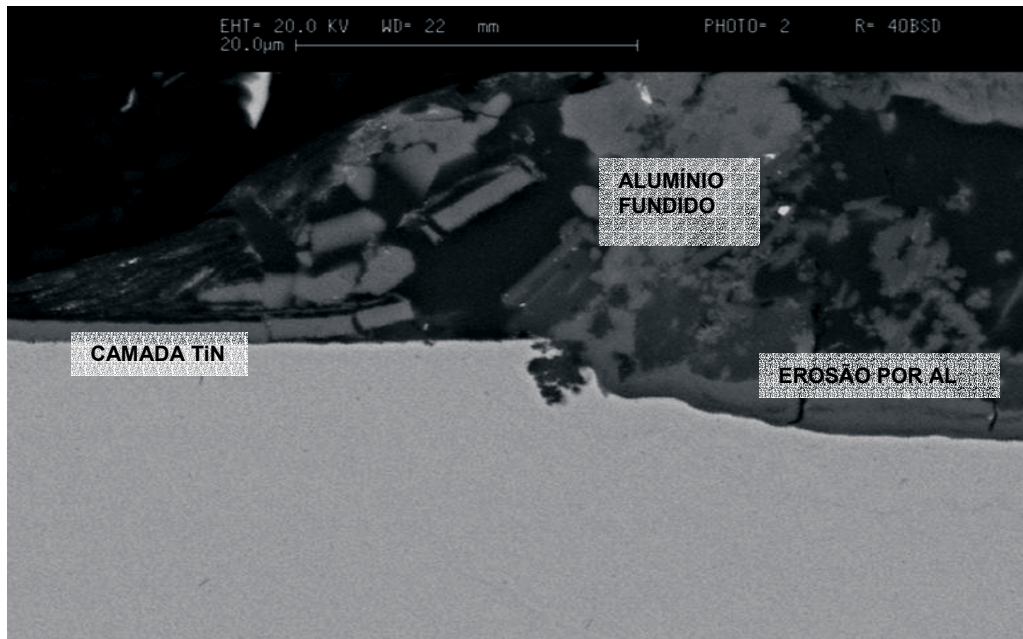 EHT= 20.0 KV WD= 22 mm PHOTO= 2 R= 40BSD
20.0µm
ALUMÍNIO
FUNDIDO
CAMADA TiN
EROSÃO POR AL